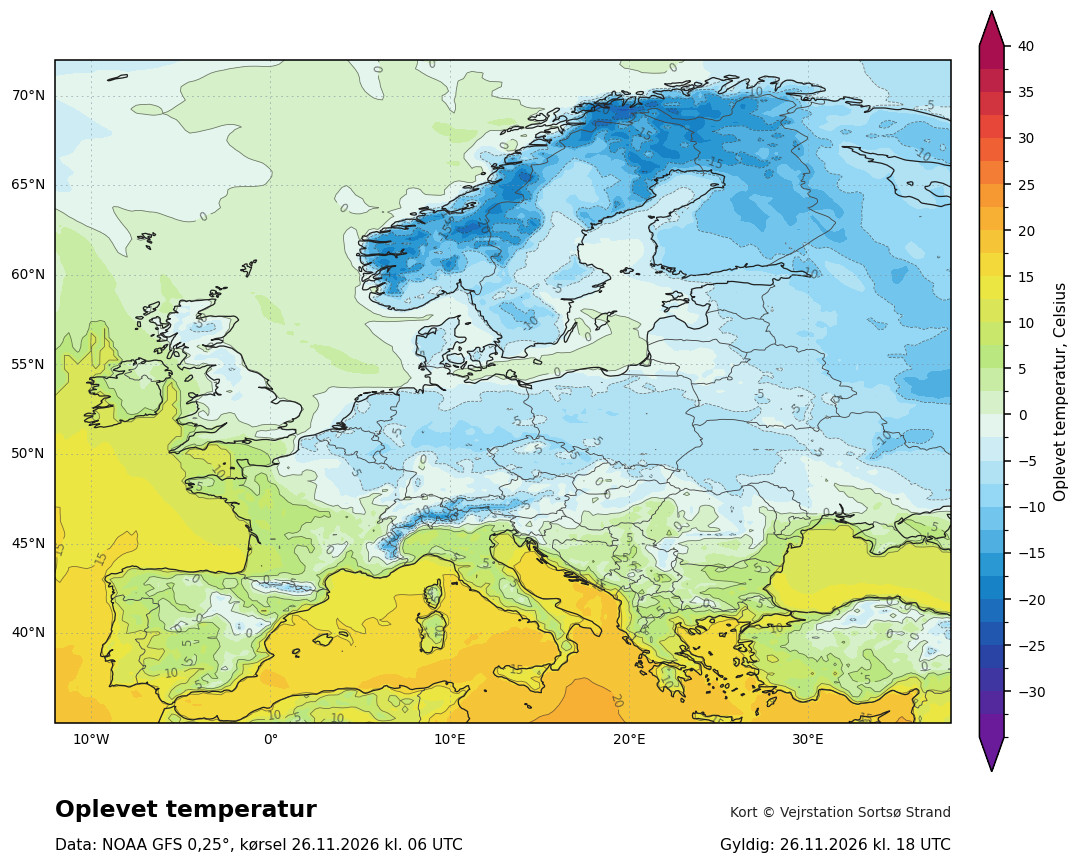 70°N
65°N
60°N
55°N
50°N
45°N
40°N
10°W
0°
10°E
20°E
30°E
40
35
30
25
20
15
10
5
0
−5
−10
−15
−20
−25
−30
Oplevet temperatur, Celsius
Oplevet temperatur
Kort © Vejrstation Sortsø Strand
Data: NOAA GFS 0,25°, kørsel 26.11.2026 kl. 06 UTC
Gyldig: 26.11.2026 kl. 18 UTC